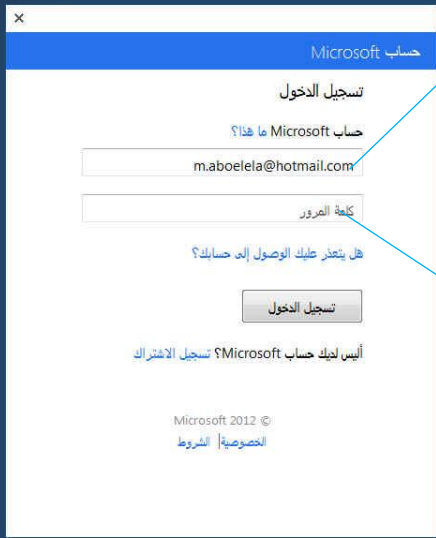 حساب Microsoft
تسجيل الدخول
حساب Microsoft ما هذا؟
m.aboelela@hotmail.com
كلمة المرور
هل يتعذر عليك الوصول إلى حسابك؟
تسجيل الدخول
أليس لديك حساب Microsoft؟ تسجيل الاشتراك
Microsoft 2012 ©
الخصوصية| الشروط